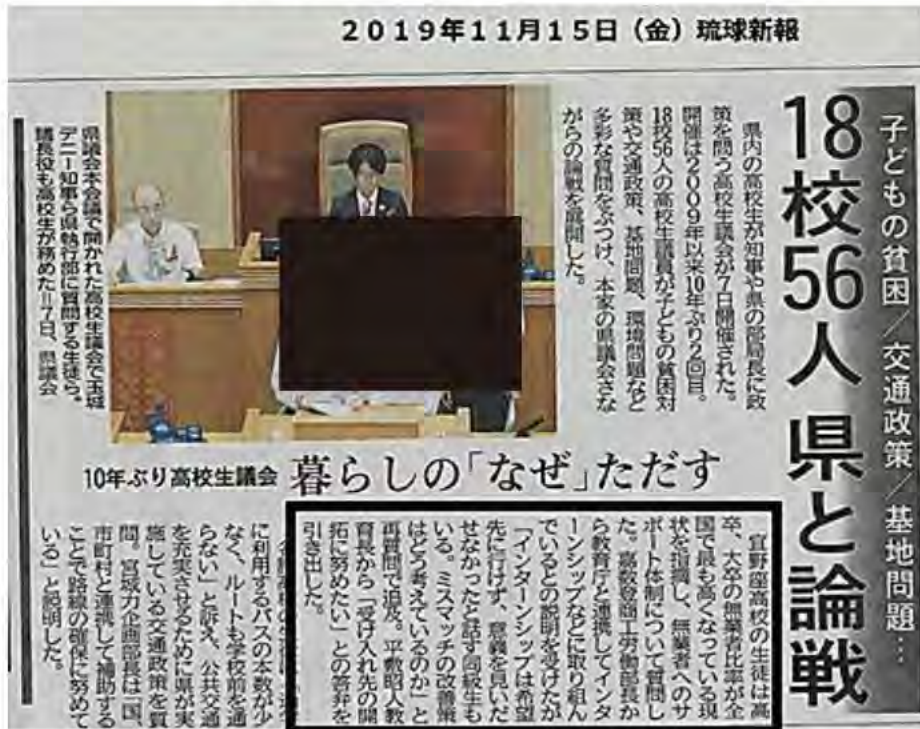 2019年11月15日（金）琉球新報
子どもの貧困／交通政策／基地問題…
18校56人 県と論戦
県内の高校生が知事や県の部局長に政
策を問う高校生議会が7日開催された。
開催は2009年以来10年ぶり2回目。
18校56人の高校生議員が子どもの貧困対
策や交通政策、基地問題、環境問題など
多彩な質問をぶつけ、本家の県議会さな
がらの論戦を展開した。
県議会本会議で開かれた高校生議会で玉城
デニー知事ら県執行部に質問する生徒ら。
議長役も高校生が務めた＝7日、県議会
10年ぶり高校生議会 暮らしの「なぜ」ただす
宜野座高校の生徒は高
卒、大卒の無業者比率が全
国で最も高くなっている現
状を指摘し、無業者へのサ
ポート体制について質問し
た。嘉数登商工労働部長か
ら教育庁と連携してインタ
ーンシップなどに取り組ん
でいるとの説明を受けたが
「インターンシップは希望
先に行けず、意義を見いだ
せなかったと話す同級生も
いる。ミスマッチの改善策
はどう考えているのか」と
再質問で追及。平敷昭人教
育長から「受け入れ先の開
拓に努めたい」との答弁を
引き出した。
に利用するバスの本数が少
なく、ルートも学校前を通
らない」と訴え、公共交通
を充実させるために県が実
施している交通政策を質
問。宮城力企画部長は「国、
市町村と連携して補助する
ことで路線の確保に努めて
いる」と説明した。